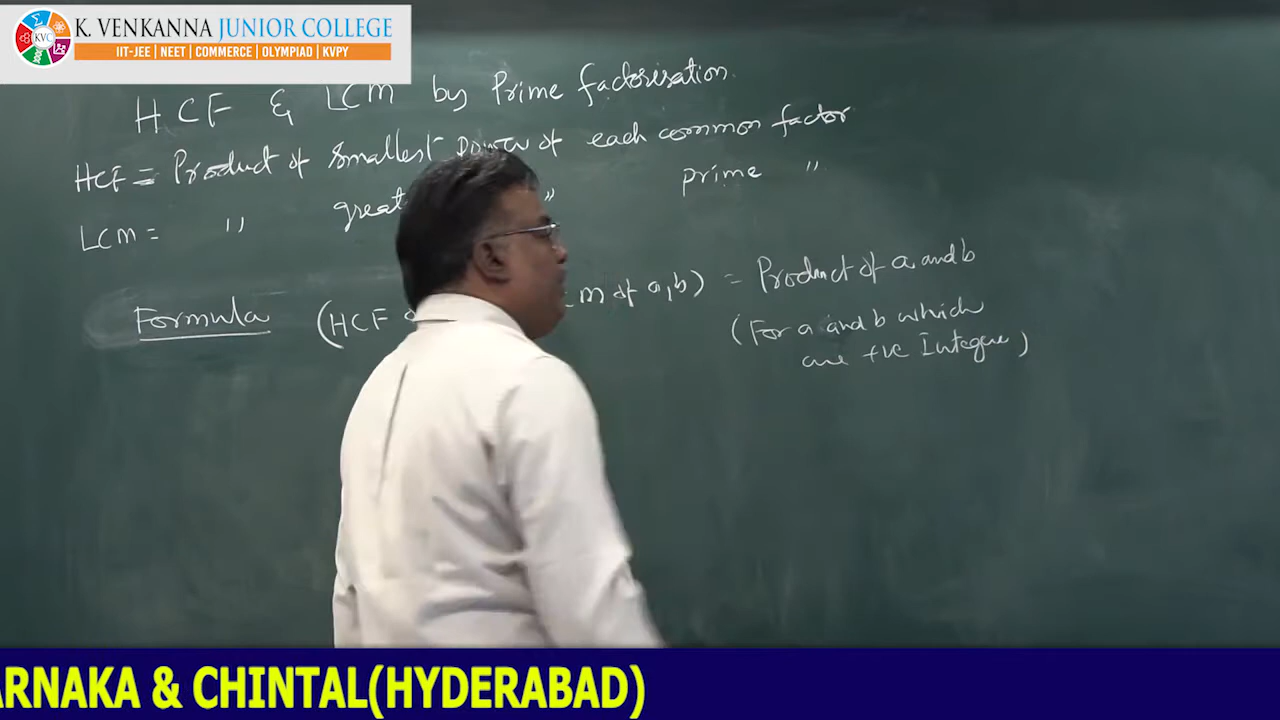 K. VENKANNA JUNIOR COLLEGE
KVC
IIT-JEE | NEET | COMMERCE | OLYMPIAD | KVPY
HCF & LCM by Prime factorisation.
HCF = Product of smallest power of each common factor
LCM = " great " prime "
Formula (HCF m of a, b) = Product of a and b
(For a and b which
are +ve Integers)
ARNAKA & CHINTAL(HYDERABAD)